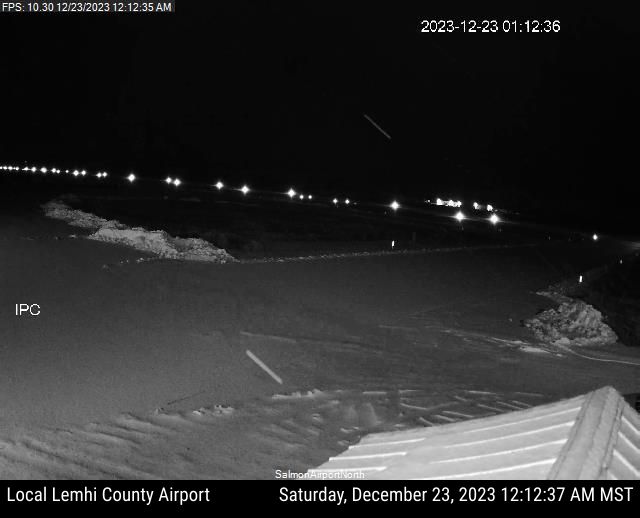 FPS: 10.30 12/23/2023 12:12:35 AM
2023-12-23 01:12:36
IPC
SalmonAirportNorth
Local Lemhi County Airport Saturday, December 23, 2023 12:12:37 AM MST